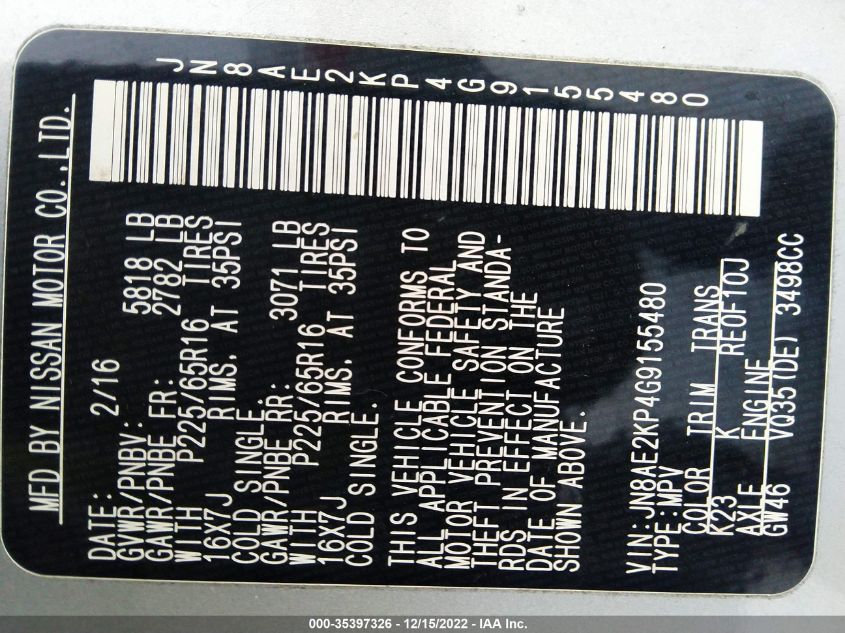 MFD BY NISSAN MOTOR CO.,LTD.
JN8AE2KP4G9155480
DATE: 2/16
GVWR/PNBV: 5818 LB
GAWR/PNBE FR: 2782 LB
WITH P225/65R16 TIRES
16X7J RIMS, AT 35PSI
COLD SINGLE.
GAWR/PNBE RR: 3071 LB
WITH P225/65R16 TIRES
16X7J RIMS, AT 35PSI
COLD SINGLE.
THIS VEHICLE CONFORMS TO
ALL APPLICABLE FEDERAL
MOTOR VEHICLE SAFETY AND
THEFT PREVENTION STANDA-
RDS IN EFFECT ON THE
DATE OF MANUFACTURE
SHOWN ABOVE.
VIN:JN8AE2KP4G9155480
TYPE:MPV
COLOR TRIM TRANS
K23 K REOF10J
AXLE ENGINE
GW46 VQ35(DE) 3498CC
000-35397326 - 12/15/2022 - IAA Inc.